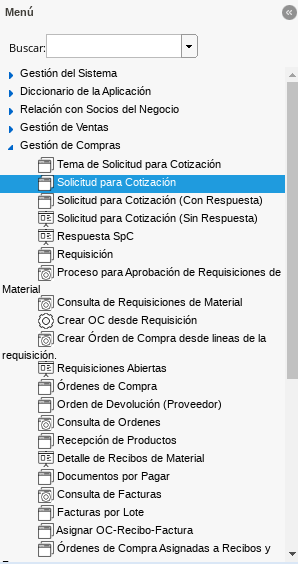 Menú
Buscar:
Gestión del Sistema
Diccionario de la Aplicación
Relación con Socios del Negocio
Gestión de Ventas
Gestión de Compras
Tema de Solicitud para Cotización
Solicitud para Cotización
Solicitud para Cotización (Con Respuesta)
Solicitud para Cotización (Sin Respuesta)
Respuesta SpC
Requisición
Proceso para Aprobación de Requisiciones de
Material
Consulta de Requisiciones de Material
Crear OC desde Requisición
Crear Órden de Compra desde lineas de la
requisición.
Requisiciones Abiertas
Órdenes de Compra
Orden de Devolución (Proveedor)
Consulta de Ordenes
Recepción de Productos
Detalle de Recibos de Material
Documentos por Pagar
Consulta de Facturas
Facturas por Lote
Asignar OC-Recibo-Factura
Órdenes de Compra Asignadas a Recibos y